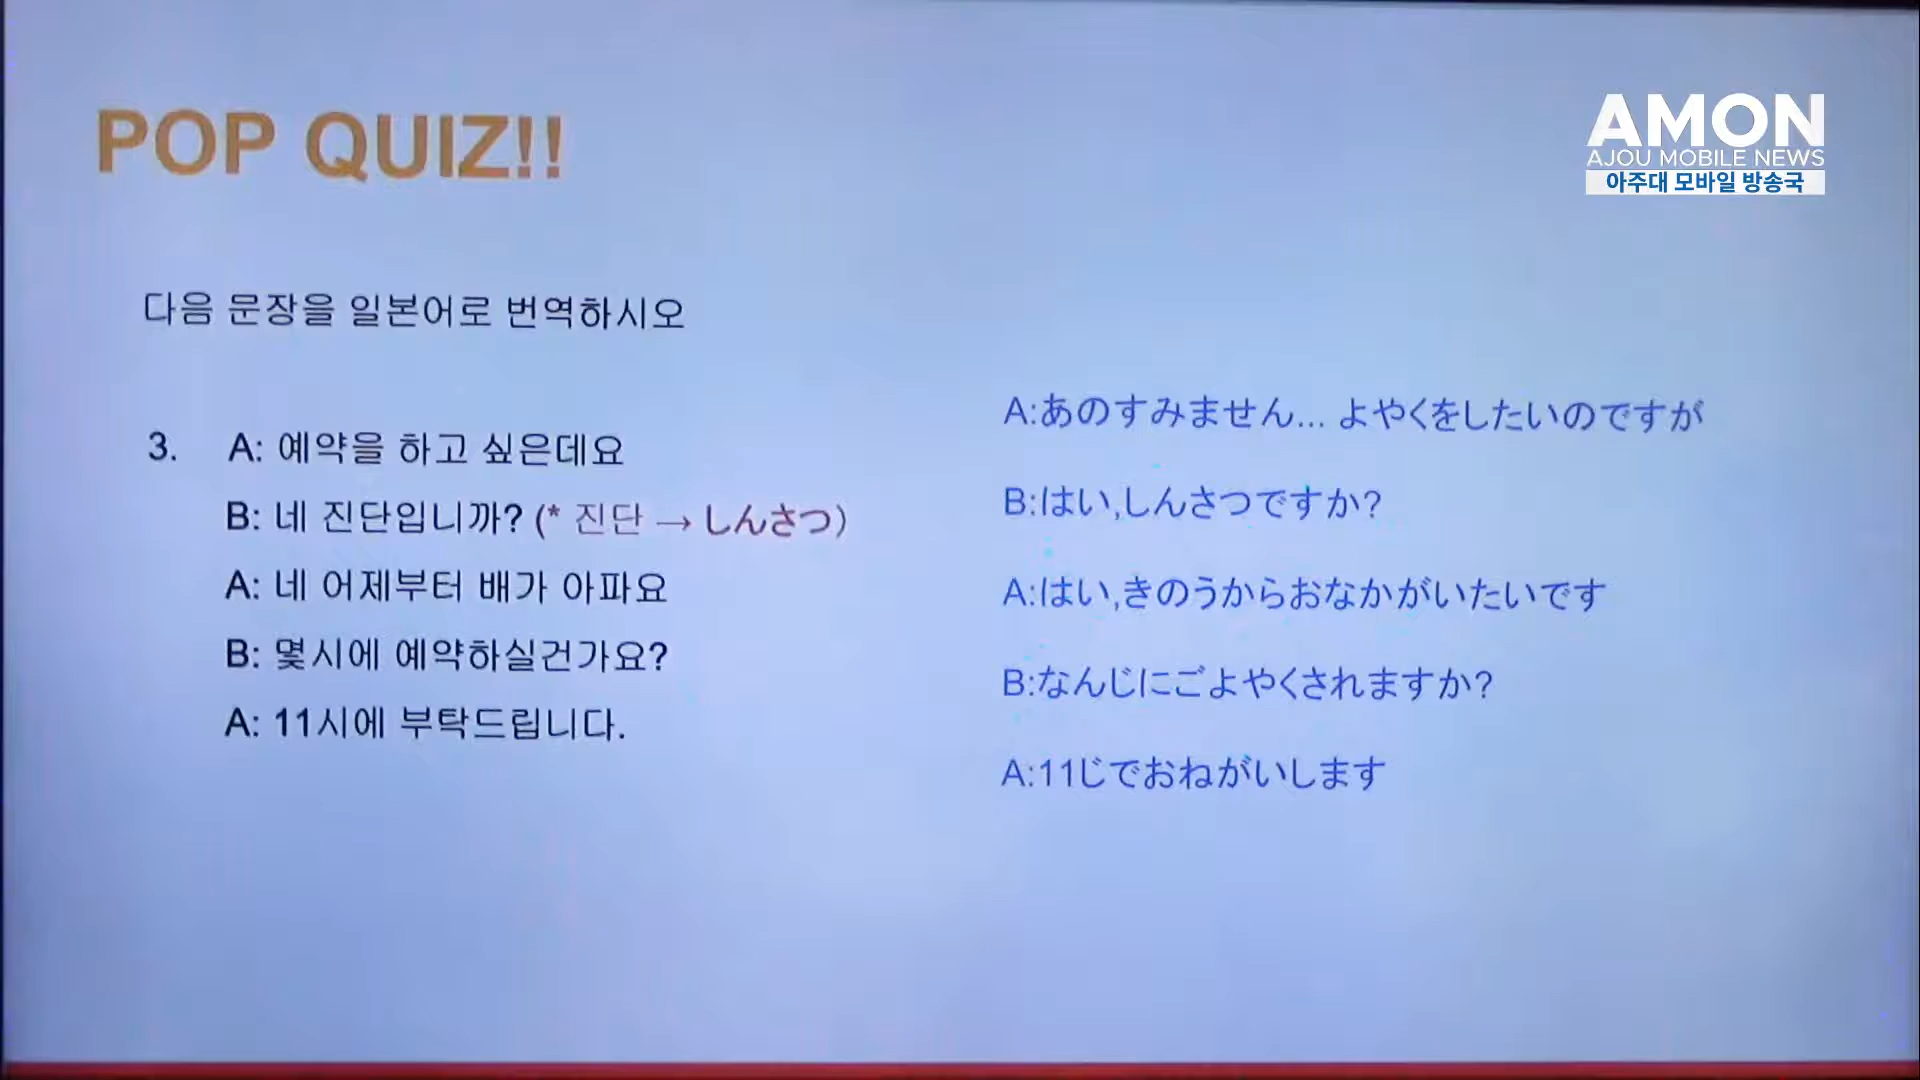 POP QUIZ!!
AMON
AJOU MOBILE NEWS
아주대 모바일 방송국
다음 문장을 일본어로 번역하시오
3. A: 예약을 하고 싶은데요
B: 네 진단입니까? (* 진단 → しんさつ)
A: 네 어제부터 배가 아파요
B: 몇시에 예약하실건가요?
A: 11시에 부탁드립니다.
A:あのすみません... よやくをしたいのですが
B:はい,しんさつですか?
A:はい,きのうからおなかがいたいです
B:なんじにごよやくされますか?
A:11じでおねがいします